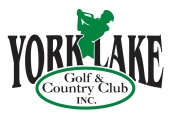 YORK LAKE
Golf &
Country Club
INC.